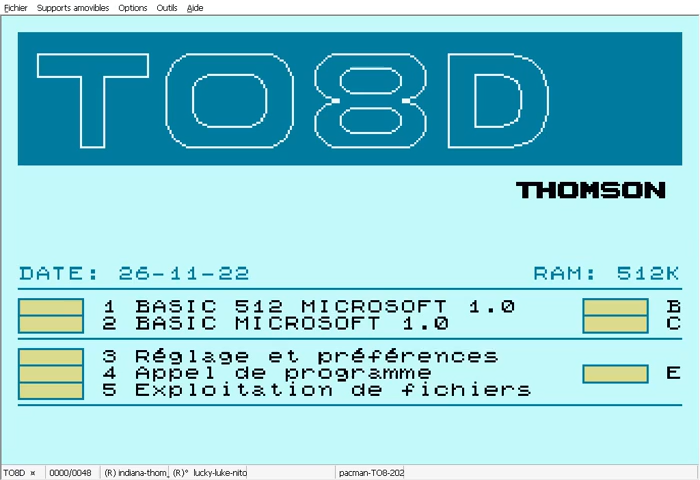 Fichier Supports amovibles Options Outils Aide
TO8D
THOMSON
DATE: 26-11-22 RAM: 512K
1 BASIC 512 MICROSOFT 1.0 B
2 BASIC MICROSOFT 1.0 C
3 Réglage et préférences
4 Appel de programme E
5 Exploitation de fichiers
TO8D × 0000/0048 (R) indiana-thom (R)° lucky-luke-nito pacman-TO8-202